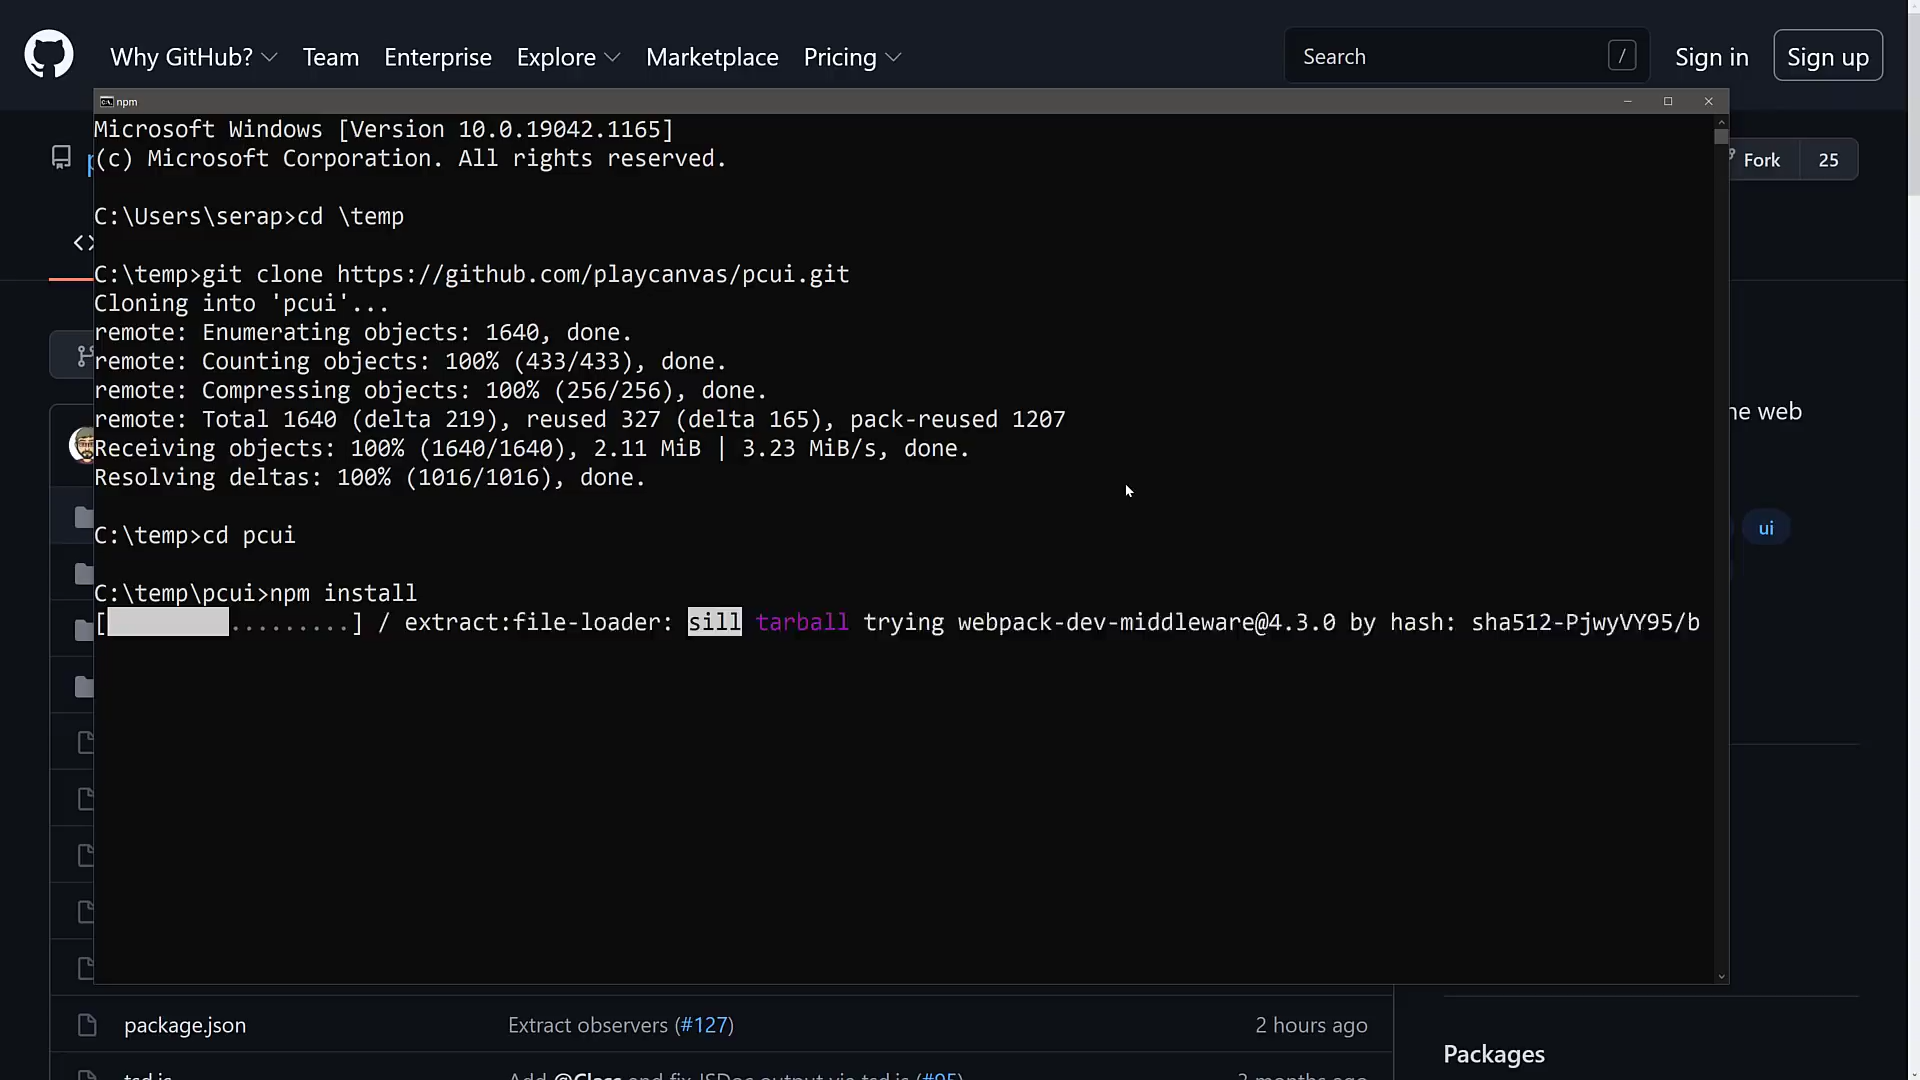 Why GitHub?
Team
Enterprise
Explore
Marketplace
Pricing
Search
/
Sign in
Sign up
npm
Microsoft Windows [Version 10.0.19042.1165]
(c) Microsoft Corporation. All rights reserved.
Fork 25
C:\Users\serap>cd \temp
C:\temp>git clone https://github.com/playcanvas/pcui.git
Cloning into 'pcui'...
remote: Enumerating objects: 1640, done.
remote: Counting objects: 100% (433/433), done.
remote: Compressing objects: 100% (256/256), done.
remote: Total 1640 (delta 219), reused 327 (delta 165), pack-reused 1207
Receiving objects: 100% (1640/1640), 2.11 MiB | 3.23 MiB/s, done.
Resolving deltas: 100% (1016/1016), done.
web
ui
C:\temp>cd pcui
C:\temp\pcui>npm install
[.........] / extract:file-loader: sill tarball trying webpack-dev-middleware@4.3.0 by hash: sha512-PjwyVY95/b
package.json
Extract observers (#127)
2 hours ago
Packages